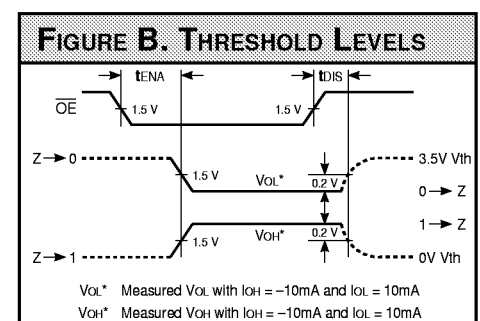 FIGURE B. THRESHOLD LEVELS
tENA
tDIS
OE
1.5 V
1.5 V
Z 0
3.5V Vth
1.5 V
VOL*
0.2 V
0 Z
1 Z
1.5 V
VOH*
0.2 V
Z 1
0V Vth
VOL* Measured VOL with IOH = –10mA and IOL = 10mA
VOH* Measured VOH with IOH = –10mA and IOL = 10mA